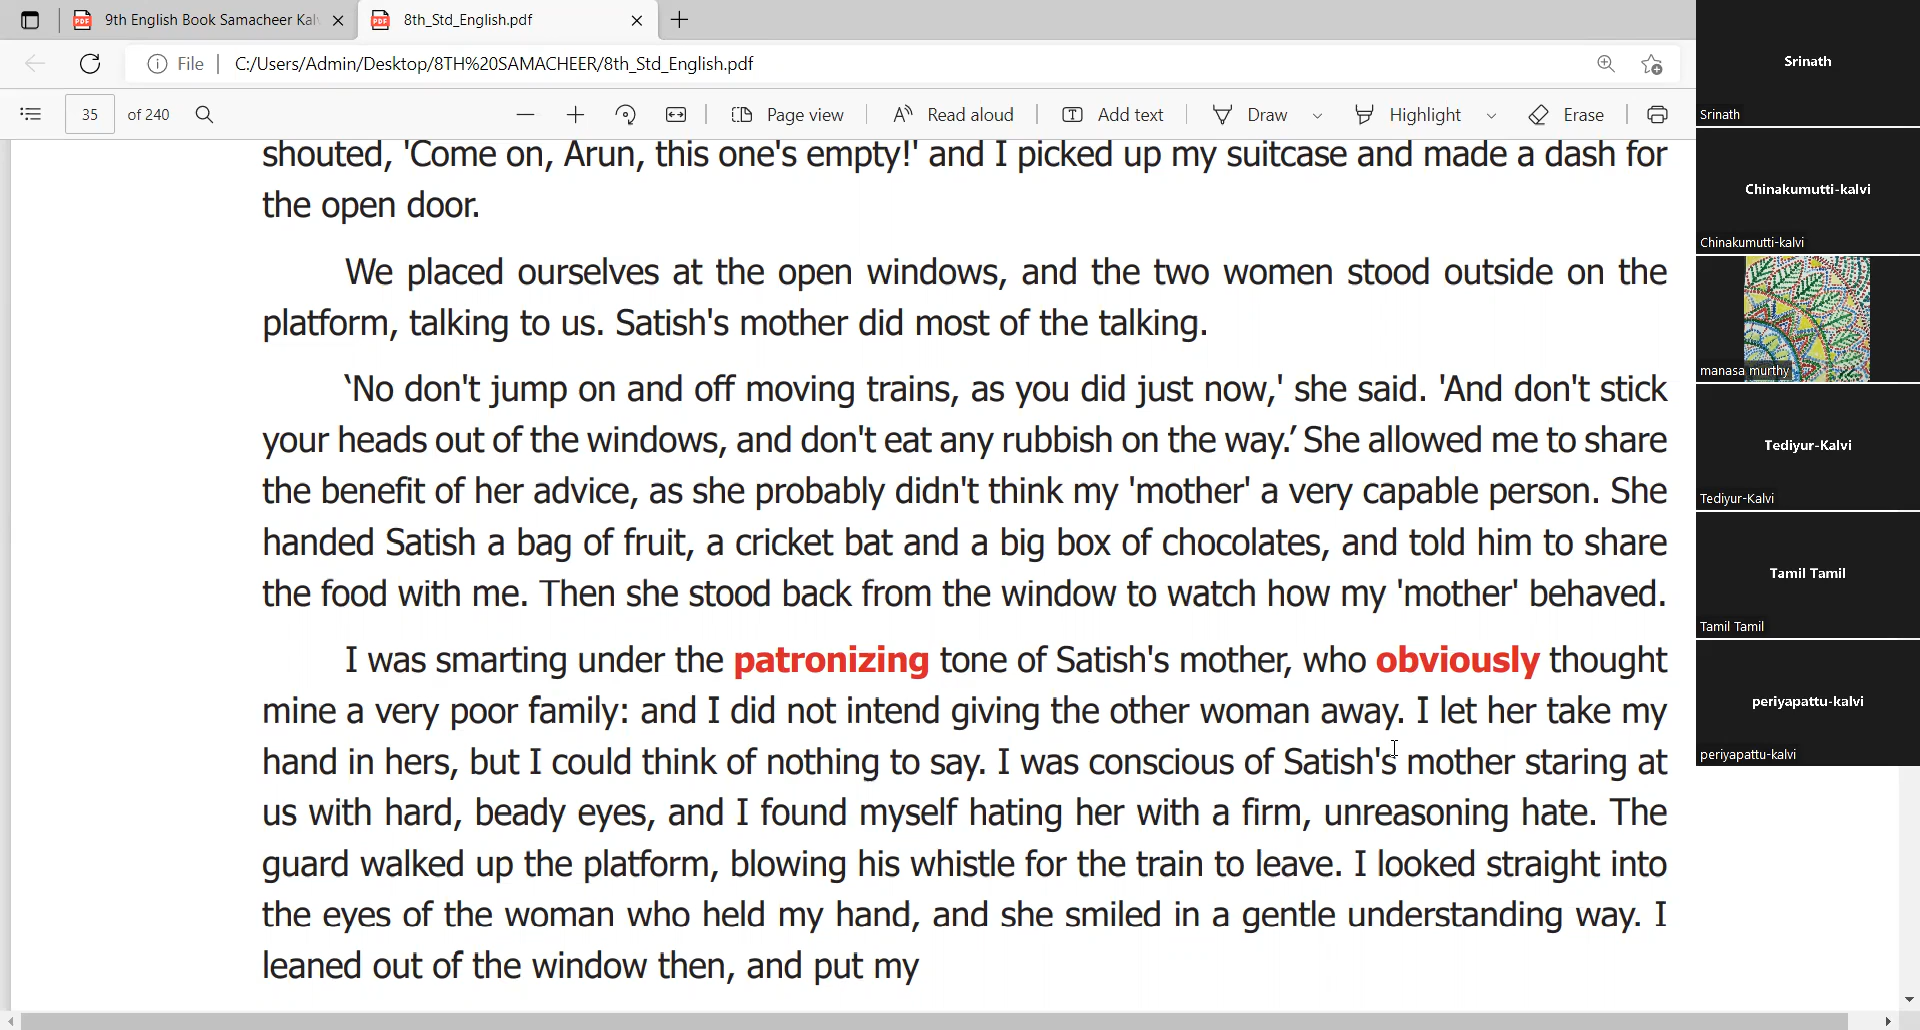 9th English Book Samacheer Kal
8th_Std_English.pdf
File
C:/Users/Admin/Desktop/8TH%20SAMACHEER/8th_Std_English.pdf
35 of 240
Page view
Read aloud
Add text
Draw
Highlight
Erase
shouted, 'Come on, Arun, this one's empty!' and I picked up my suitcase and made a dash for
the open door.
We placed ourselves at the open windows, and the two women stood outside on the
platform, talking to us. Satish's mother did most of the talking.
‘No don't jump on and off moving trains, as you did just now,' she said. 'And don't stick
your heads out of the windows, and don't eat any rubbish on the way.’ She allowed me to share
the benefit of her advice, as she probably didn't think my 'mother' a very capable person. She
handed Satish a bag of fruit, a cricket bat and a big box of chocolates, and told him to share
the food with me. Then she stood back from the window to watch how my 'mother' behaved.
I was smarting under the patronizing tone of Satish's mother, who obviously thought
mine a very poor family: and I did not intend giving the other woman away. I let her take my
hand in hers, but I could think of nothing to say. I was conscious of Satish's mother staring at
us with hard, beady eyes, and I found myself hating her with a firm, unreasoning hate. The
guard walked up the platform, blowing his whistle for the train to leave. I looked straight into
the eyes of the woman who held my hand, and she smiled in a gentle understanding way. I
leaned out of the window then, and put my
Srinath
Srinath
Chinakumutti-kalvi
Chinakumutti-kalvi
manasa murthy
Tediyur-Kalvi
Tediyur-Kalvi
Tamil Tamil
Tamil Tamil
periyapattu-kalvi
periyapattu-kalvi